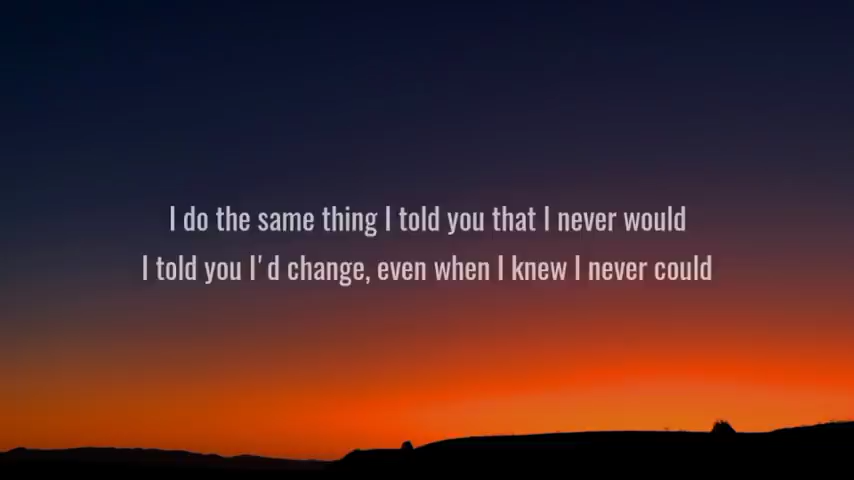 I do the same thing I told you that I never would
I told you I'd change, even when I knew I never could